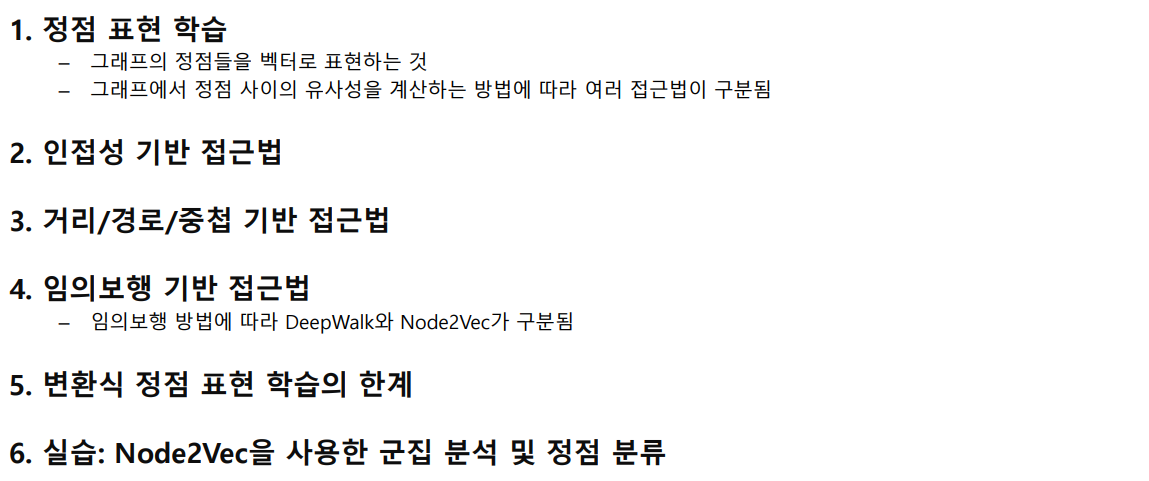 1. 정점 표현 학습
– 그래프의 정점들을 벡터로 표현하는 것
– 그래프에서 정점 사이의 유사성을 계산하는 방법에 따라 여러 접근법이 구분됨
2. 인접성 기반 접근법
3. 거리/경로/중첩 기반 접근법
4. 임의보행 기반 접근법
– 임의보행 방법에 따라 DeepWalk와 Node2Vec가 구분됨
5. 변환식 정점 표현 학습의 한계
6. 실습: Node2Vec을 사용한 군집 분석 및 정점 분류